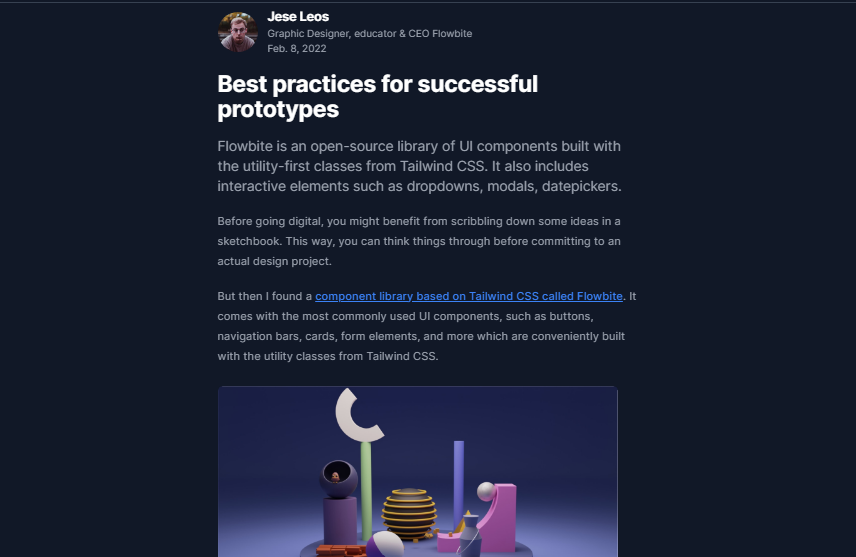 Jese Leos
Graphic Designer, educator & CEO Flowbite
Feb. 8, 2022
Best practices for successful
prototypes
Flowbite is an open-source library of UI components built with
the utility-first classes from Tailwind CSS. It also includes
interactive elements such as dropdowns, modals, datepickers.
Before going digital, you might benefit from scribbling down some ideas in a
sketchbook. This way, you can think things through before committing to an
actual design project.
But then I found a component library based on Tailwind CSS called Flowbite. It
comes with the most commonly used UI components, such as buttons,
navigation bars, cards, form elements, and more which are conveniently built
with the utility classes from Tailwind CSS.